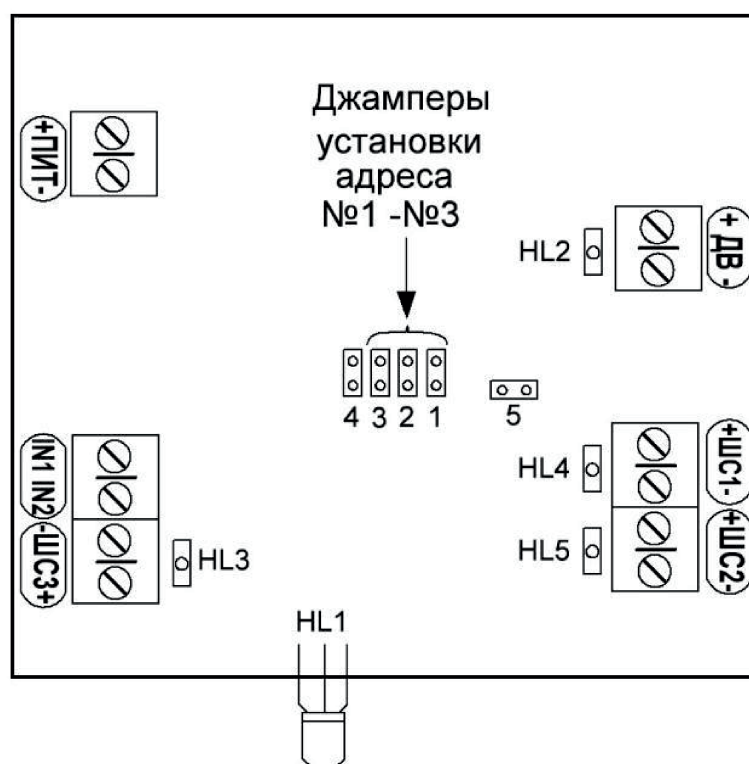 Джамперы
установки
адреса
№1 -№3
+ПИТ-
HL2
+ ДВ -
4 3 2 1
5
IN1 IN2
HL4
+ШС1-
-ШС3+
HL3
HL5
+ШС2-
HL1